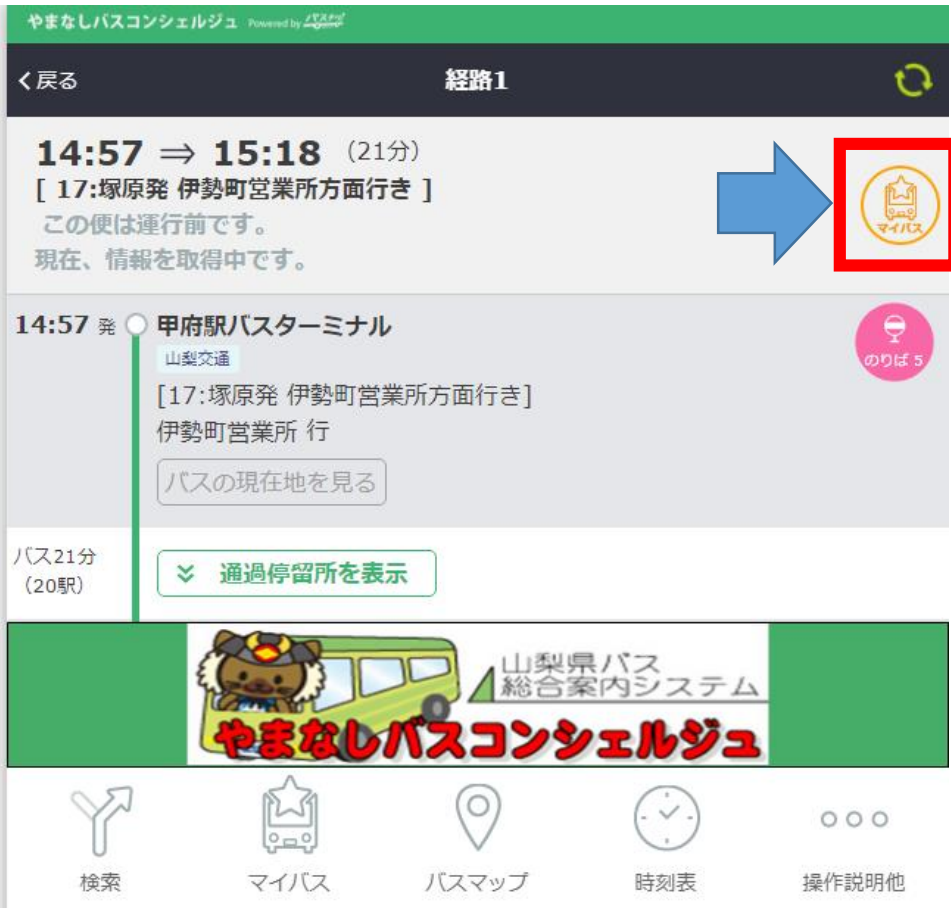 やまなしバスコンシェルジュ Powered by バスナビ
戻る
経路1
14:57 ⇒ 15:18 (21分)
[ 17:塚原発 伊勢町営業所方面行き ]
この便は運行前です。
現在、情報を取得中です。
マイバス
14:57 発
甲府駅バスターミナル
のりば 5
山梨交通
[17:塚原発 伊勢町営業所方面行き]
伊勢町営業所 行
バスの現在地を見る
バス21分
(20駅)
通過停留所を表示
山梨県バス
総合案内システム
やまなしバスコンシェルジュ
検索
マイバス
バスマップ
時刻表
操作説明他